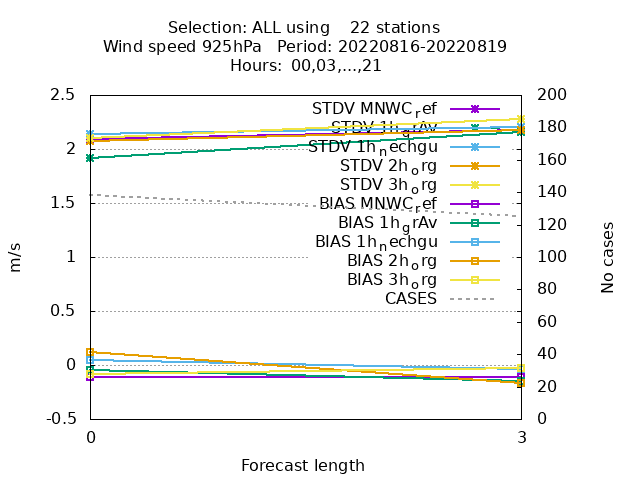 Selection: ALL using    22 stations
Wind speed 925hPa   Period: 20220816-20220819
Hours:  00,03,...,21
2.5
2
1.5
1
0.5
0
-0.5
200
180
160
140
120
100
80
60
40
20
0
m/s
No cases
STDV MNWC_ref
STDV 1h_grAv
STDV 1h_nechgu
STDV 2h_org
STDV 3h_org
BIAS MNWC_ref
BIAS 1h_grAv
BIAS 1h_nechgu
BIAS 2h_org
BIAS 3h_org
CASES
0
3
Forecast length